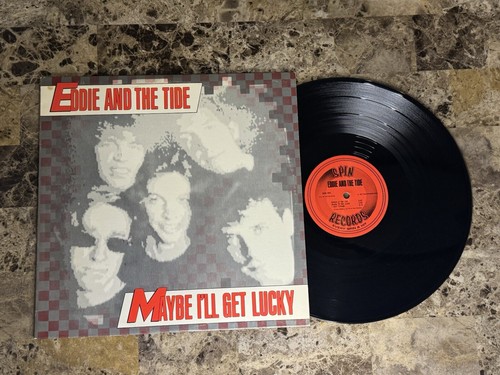 EDDIE AND THE TIDE
MAYBE I'LL GET LUCKY
SPIN
EDDIE AND THE TIDE
RECORDS